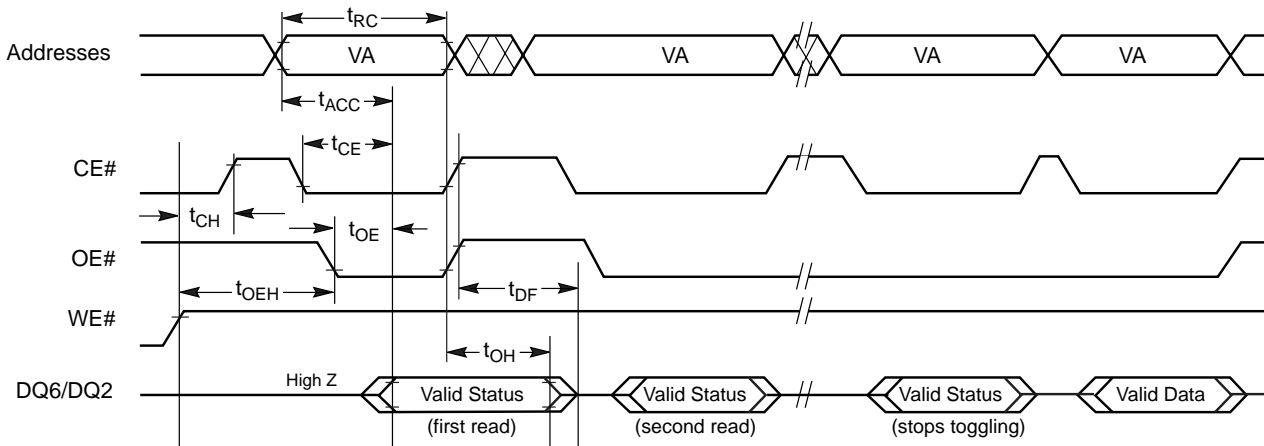 tRC
Addresses VA VA VA VA
tACC
tCE
CE#
tCH tOE
OE#
tOEH tDF
WE#
tOH
DQ6/DQ2 High Z Valid Status Valid Status Valid Status Valid Data
(first read) (second read) (stops toggling)